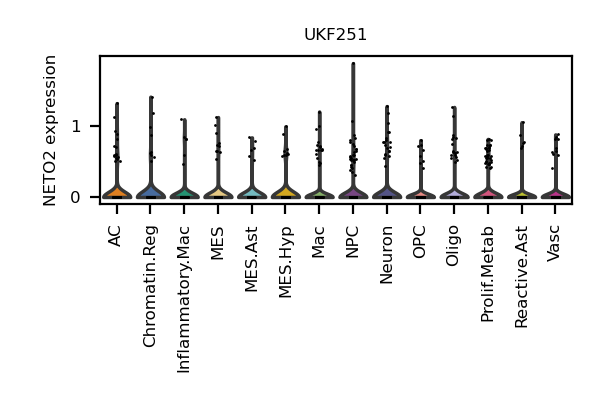 UKF251
NETO2 expression
1
0
AC
Chromatin.Reg
Inflammatory.Mac
MES
MES.Ast
MES.Hyp
Mac
NPC
Neuron
OPC
Oligo
Prolif.Metab
Reactive.Ast
Vasc